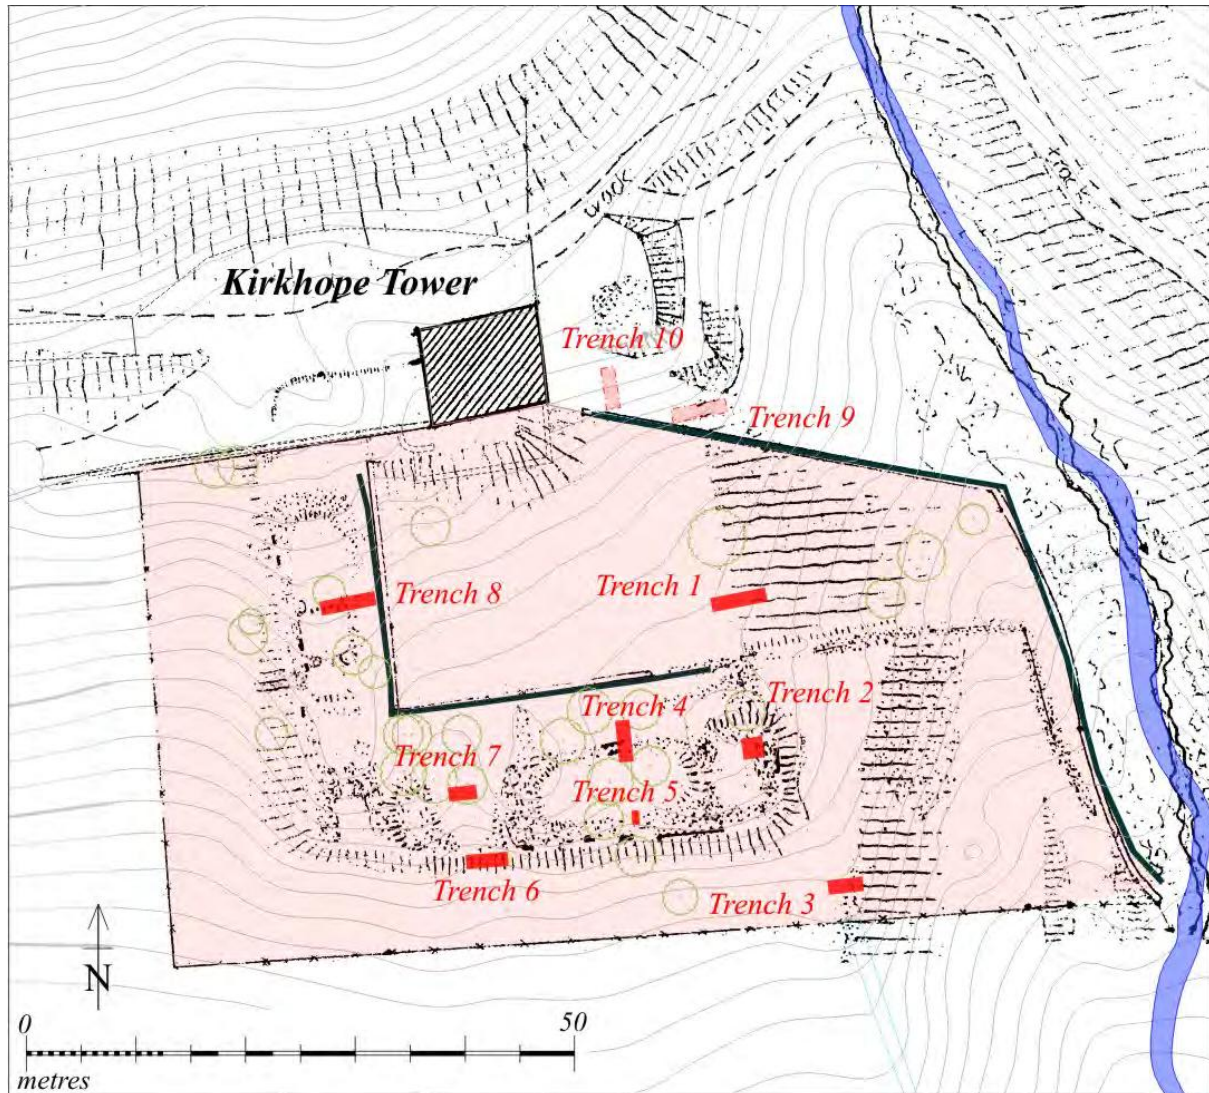 track
track
Kirkhope Tower
Trench 10
Trench 9
Trench 8
Trench 1
Trench 2
Trench 4
Trench 7
Trench 5
Trench 6
Trench 3
N
0 50
metres